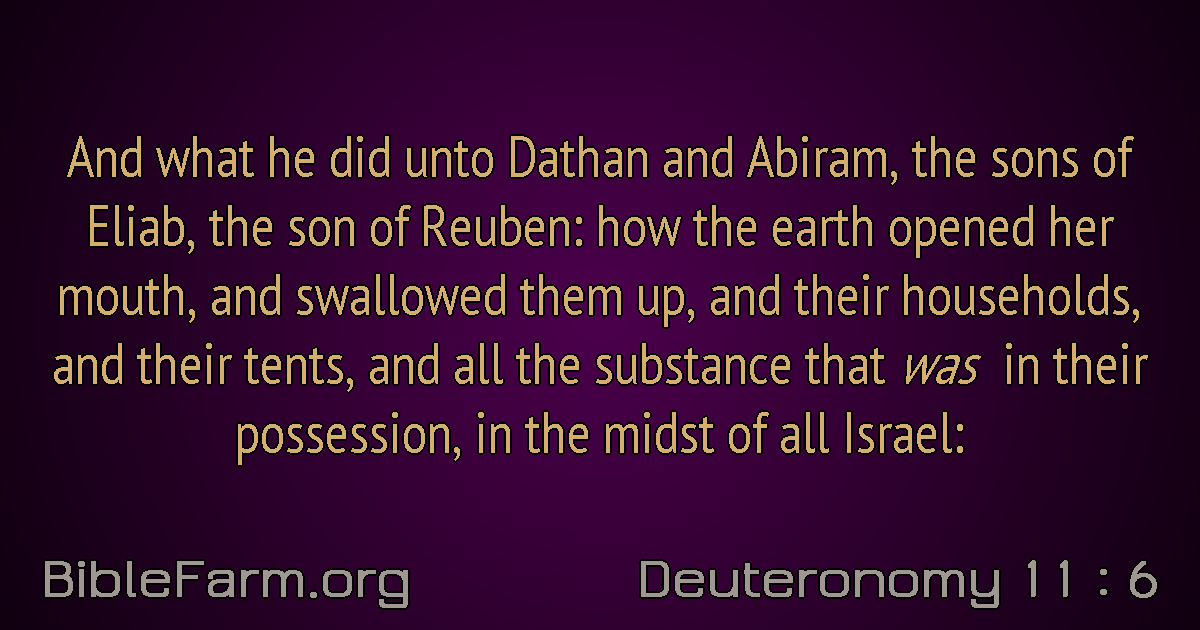 And what he did unto Dathan and Abiram, the sons of
Eliab, the son of Reuben: how the earth opened her
mouth, and swallowed them up, and their households,
and their tents, and all the substance that was in their
possession, in the midst of all Israel:
BibleFarm.org
Deuteronomy 11 : 6